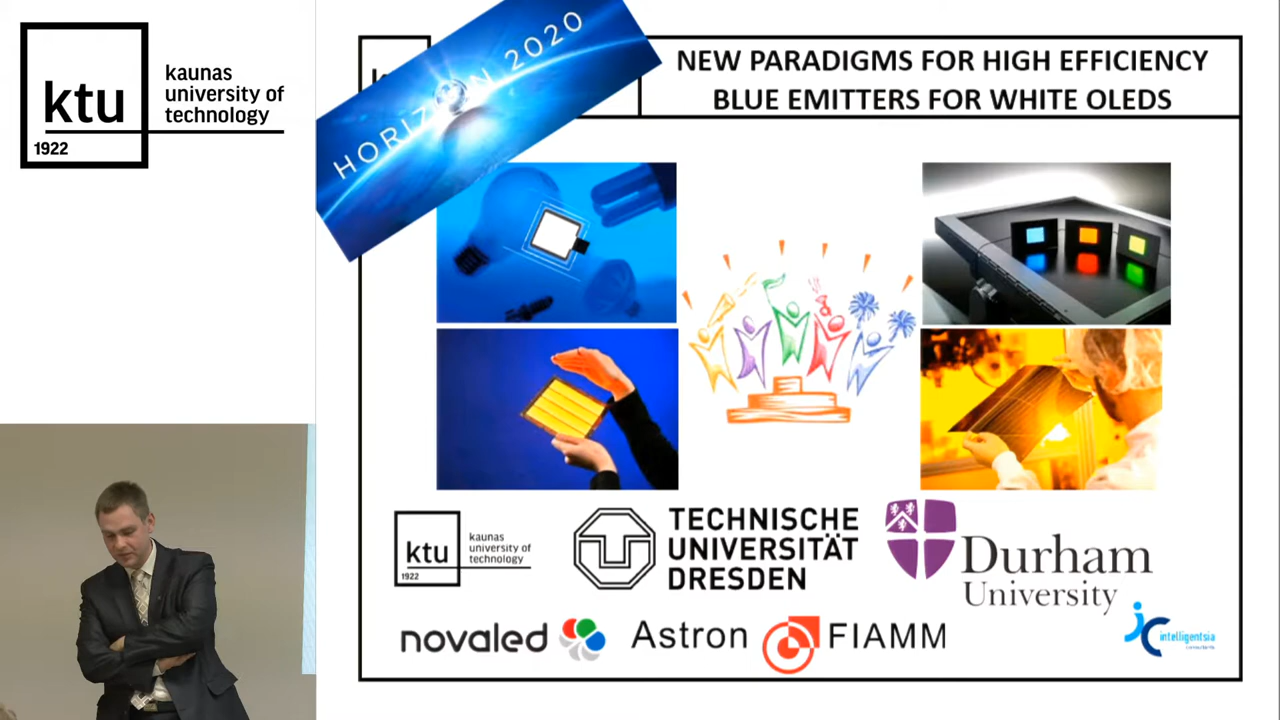 ktu
1922
kaunas
university of
technology
HORIZON 2020
NEW PARADIGMS FOR HIGH EFFICIENCY
BLUE EMITTERS FOR WHITE OLEDS
ktu
1922
kaunas
university of
technology
TECHNISCHE
UNIVERSITÄT
DRESDEN
Durham
University
novaled
Astron
FIAMM
intelligentsia
consultants